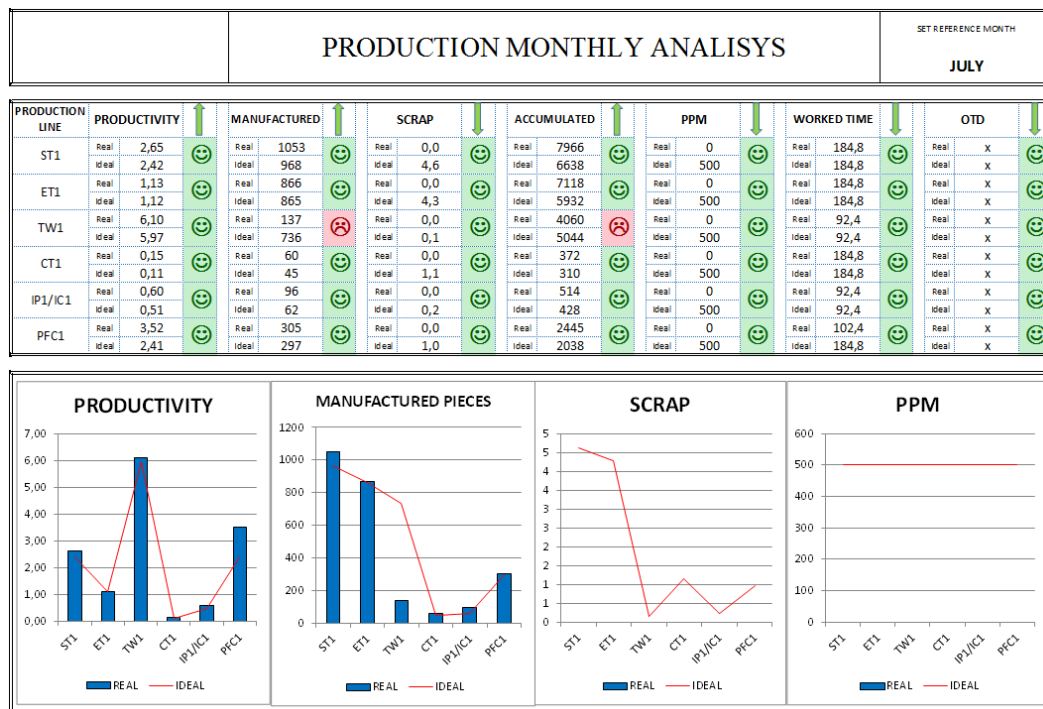 PRODUCTION MONTHLY ANALISYS
SET REFERENCE MONTH
JULY
PRODUCTION LINE PRODUCTIVITY MANUFACTURED SCRAP ACCUMULATED PPM WORKED TIME OTD
ST1 Real 2,65 Real 1053 Real 0,0 Real 7966 Real 0 Real 184,8 Real x
Ideal 2,42 Ideal 968 Ideal 4,6 Ideal 6638 Ideal 500 Ideal 184,8 Ideal x
ET1 Real 1,13 Real 866 Real 0,0 Real 7118 Real 0 Real 184,8 Real x
Ideal 1,12 Ideal 865 Ideal 4,3 Ideal 5932 Ideal 500 Ideal 184,8 Ideal x
TW1 Real 6,10 Real 137 Real 0,0 Real 4060 Real 0 Real 92,4 Real x
Ideal 5,97 Ideal 736 Ideal 0,1 Ideal 5044 Ideal 500 Ideal 92,4 Ideal x
CT1 Real 0,15 Real 60 Real 0,0 Real 372 Real 0 Real 184,8 Real x
Ideal 0,11 Ideal 45 Ideal 1,1 Ideal 310 Ideal 500 Ideal 184,8 Ideal x
IP1/IC1 Real 0,60 Real 96 Real 0,0 Real 514 Real 0 Real 92,4 Real x
Ideal 0,51 Ideal 62 Ideal 0,2 Ideal 428 Ideal 500 Ideal 92,4 Ideal x
PFC1 Real 3,52 Real 305 Real 0,0 Real 2445 Real 0 Real 102,4 Real x
Ideal 2,41 Ideal 297 Ideal 1,0 Ideal 2038 Ideal 500 Ideal 184,8 Ideal x
PRODUCTIVITY
7,00
6,00
5,00
4,00
3,00
2,00
1,00
0,00
ST1 ET1 TW1 CT1 IP1/IC1 PFC1
REAL IDEAL
MANUFACTURED PIECES
1200
1000
800
600
400
200
0
ST1 ET1 TW1 CT1 IP1/IC1 PFC1
REAL IDEAL
SCRAP
5
5
4
4
3
3
2
2
1
1
0
ST1 ET1 TW1 CT1 IP1/IC1 PFC1
REAL IDEAL
PPM
600
500
400
300
200
100
0
ST1 ET1 TW1 CT1 IP1/IC1 PFC1
REAL IDEAL